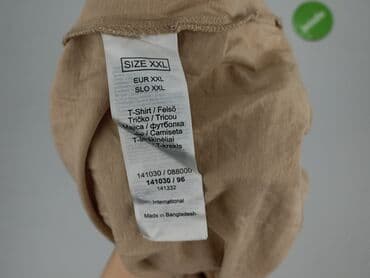 SIZE XXL
EUR XXL
SLO XXL
T-Shirt / Felső
Tričko / Tricou
Majica / футболка
/ Camiseta
141030 / 088000
141030 / 96
141332
International
Made in Bangladesh